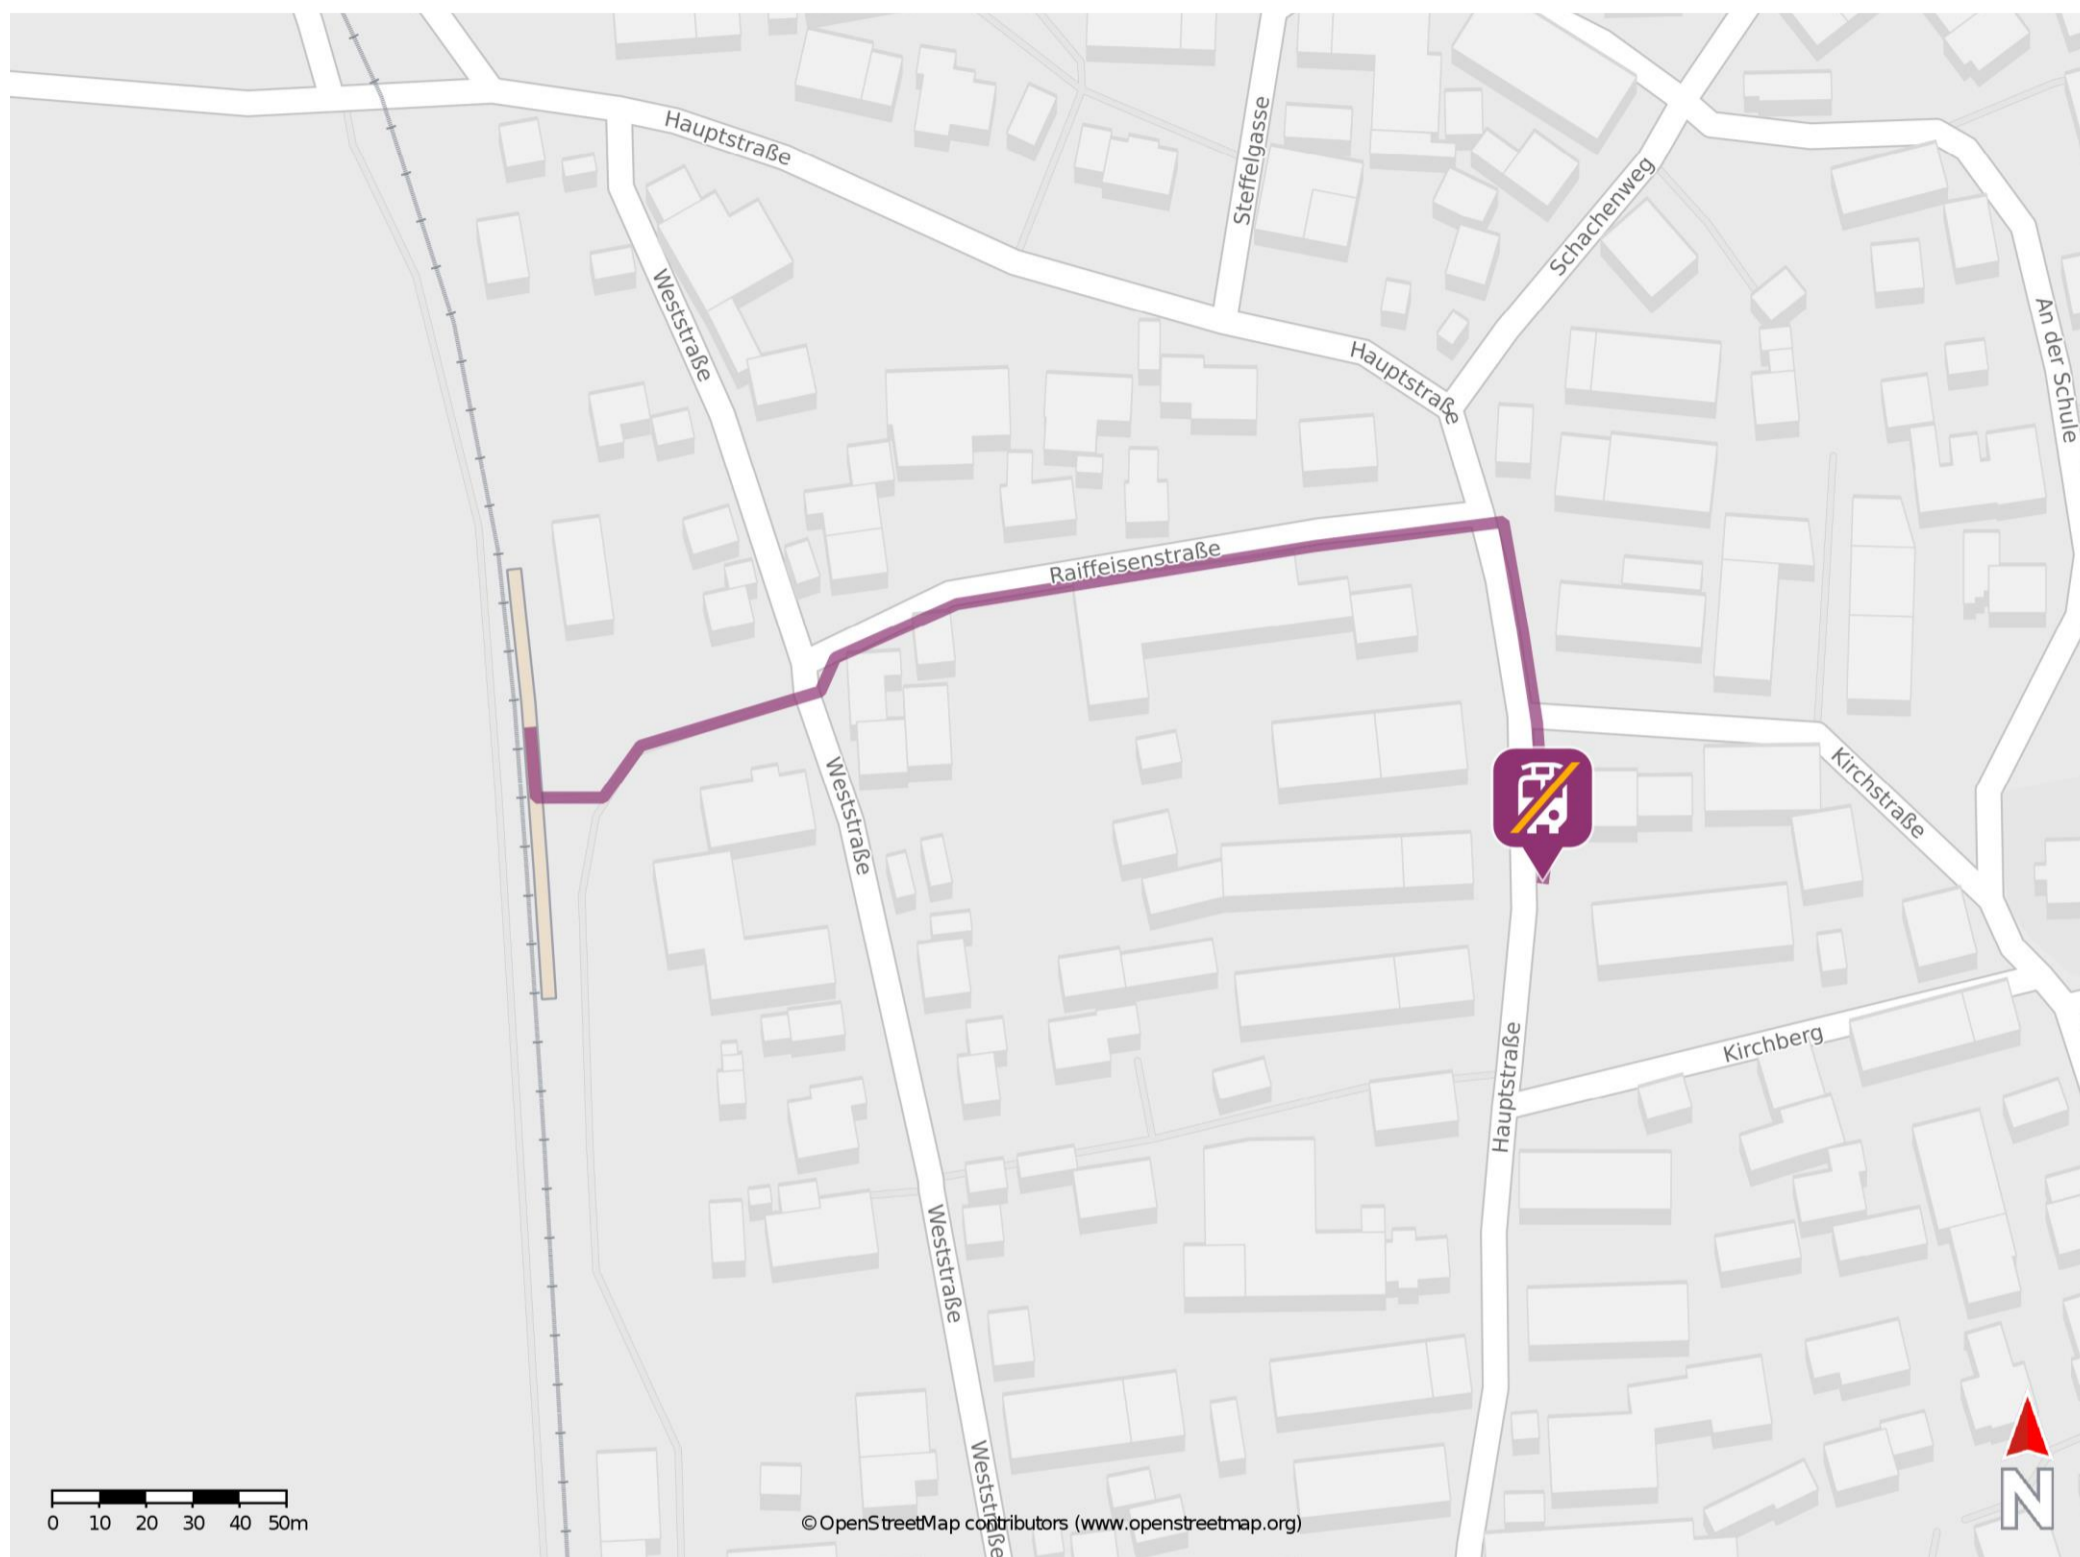 Hauptstraße
Steffelgasse
Schachenweg
Weststraße
An der Schule
Hauptstraße
Raiffeisenstraße
Weststraße
Kirchstraße
Hauptstraße
Kirchberg
Weststraße
Weststraße
0 10 20 30 40 50m
© OpenStreetMap contributors (www.openstreetmap.org)
N